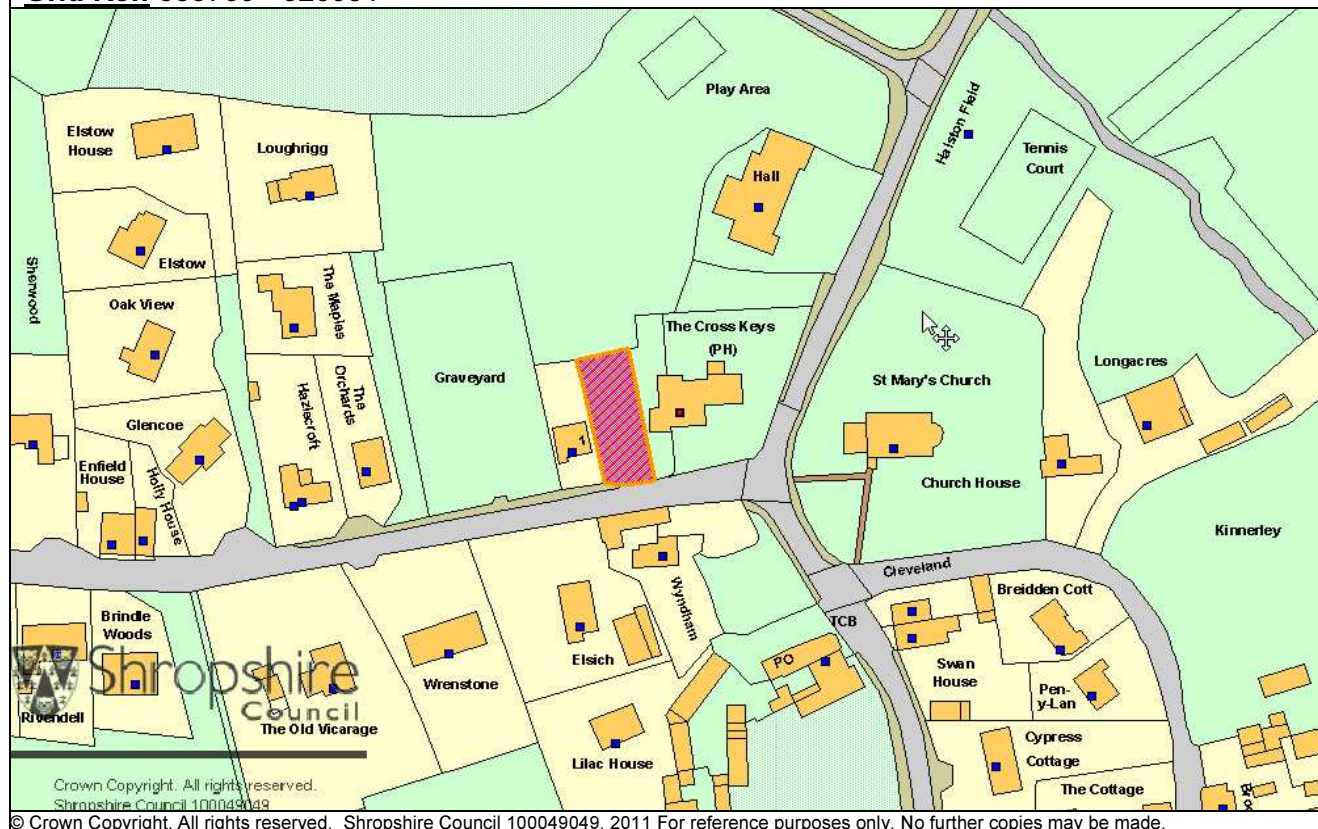 Play Area
Halston Field
Elstow
House
Loughrigg
Tennis
Court
Hall
Sherwood
Elstow
The Maples
Oak View
The Cross Keys
(PH)
Longacres
Graveyard
St Mary's Church
The
Orchards
Hazlecroft
Glencoe
1
Enfield
House
Holly House
Church House
Kinnerley
Cleveland
Breidden Cott
Wyndham
Brindle
Woods
TCB
PO
Elsich
Swan
House
Wrenstone
Pen-
y-Lan
Shropshire
Council
Rivendell
The Old Vicarage
Lilac House
Cypress
Cottage
The Cottage
Crown Copyright. All rights reserved.
Shropshire Council 100049049
© Crown Copyright. All rights reserved. Shropshire Council 100049049. 2011 For reference purposes only. No further copies may be made.